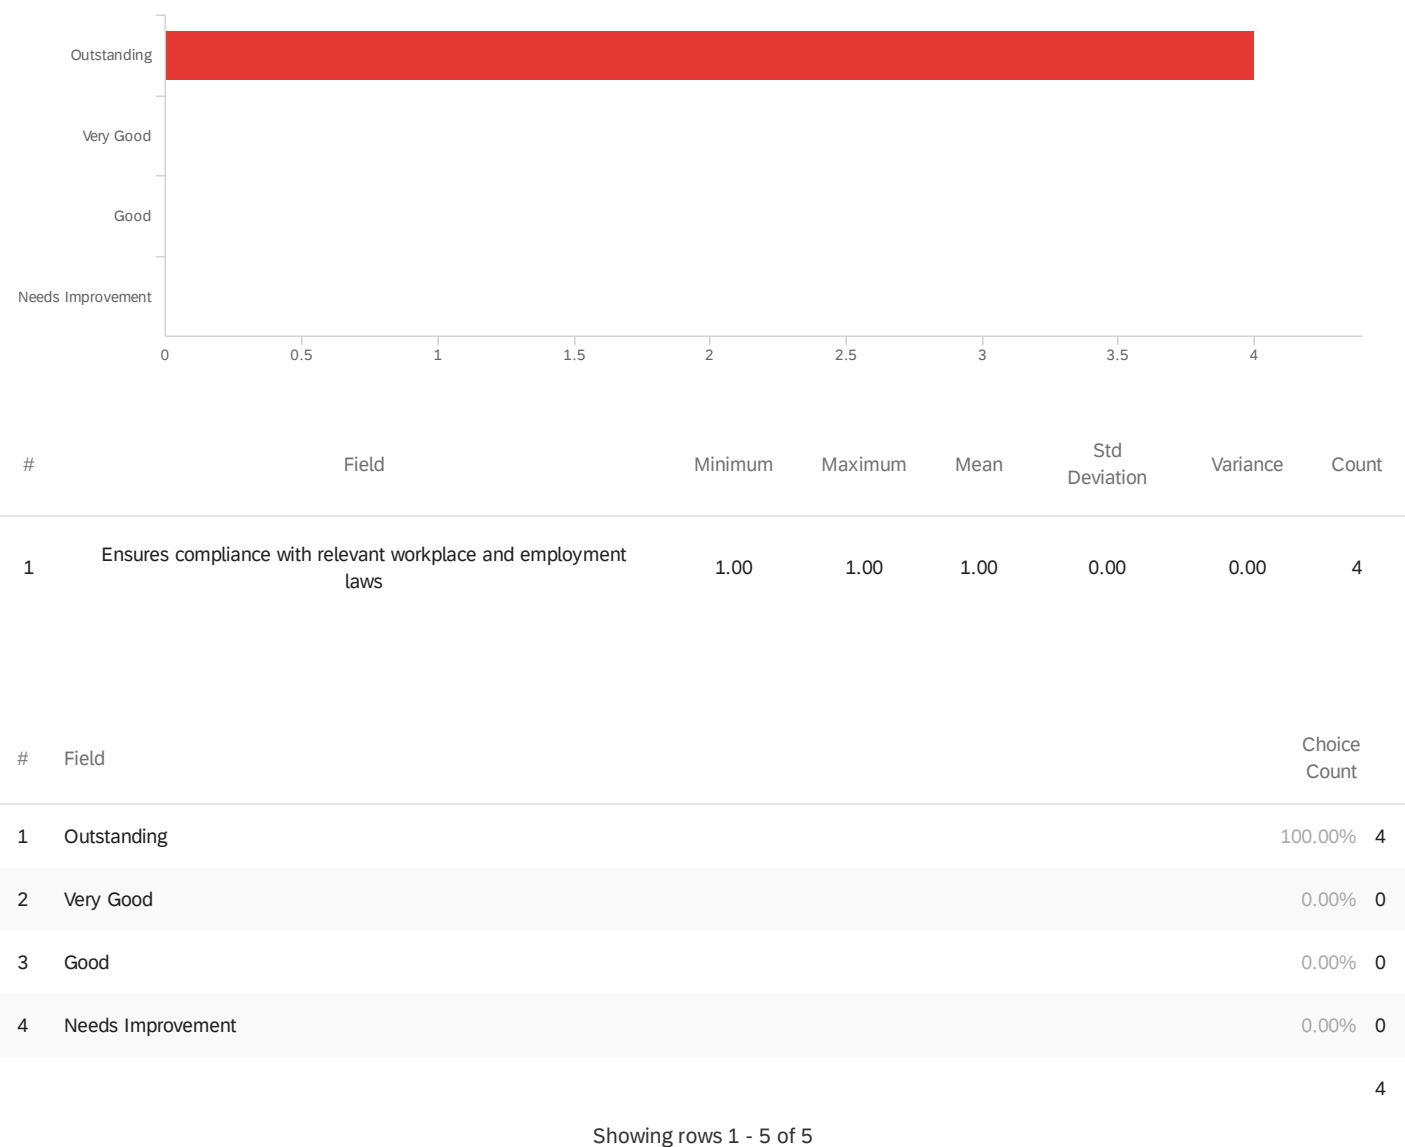 Outstanding
Very Good
Good
Needs Improvement
0 0.5 1 1.5 2 2.5 3 3.5 4
# Field Minimum Maximum Mean Std Deviation Variance Count
1 Ensures compliance with relevant workplace and employment laws 1.00 1.00 1.00 0.00 0.00 4
# Field Choice Count
1 Outstanding 100.00% 4
2 Very Good 0.00% 0
3 Good 0.00% 0
4 Needs Improvement 0.00% 0
4
Showing rows 1 - 5 of 5